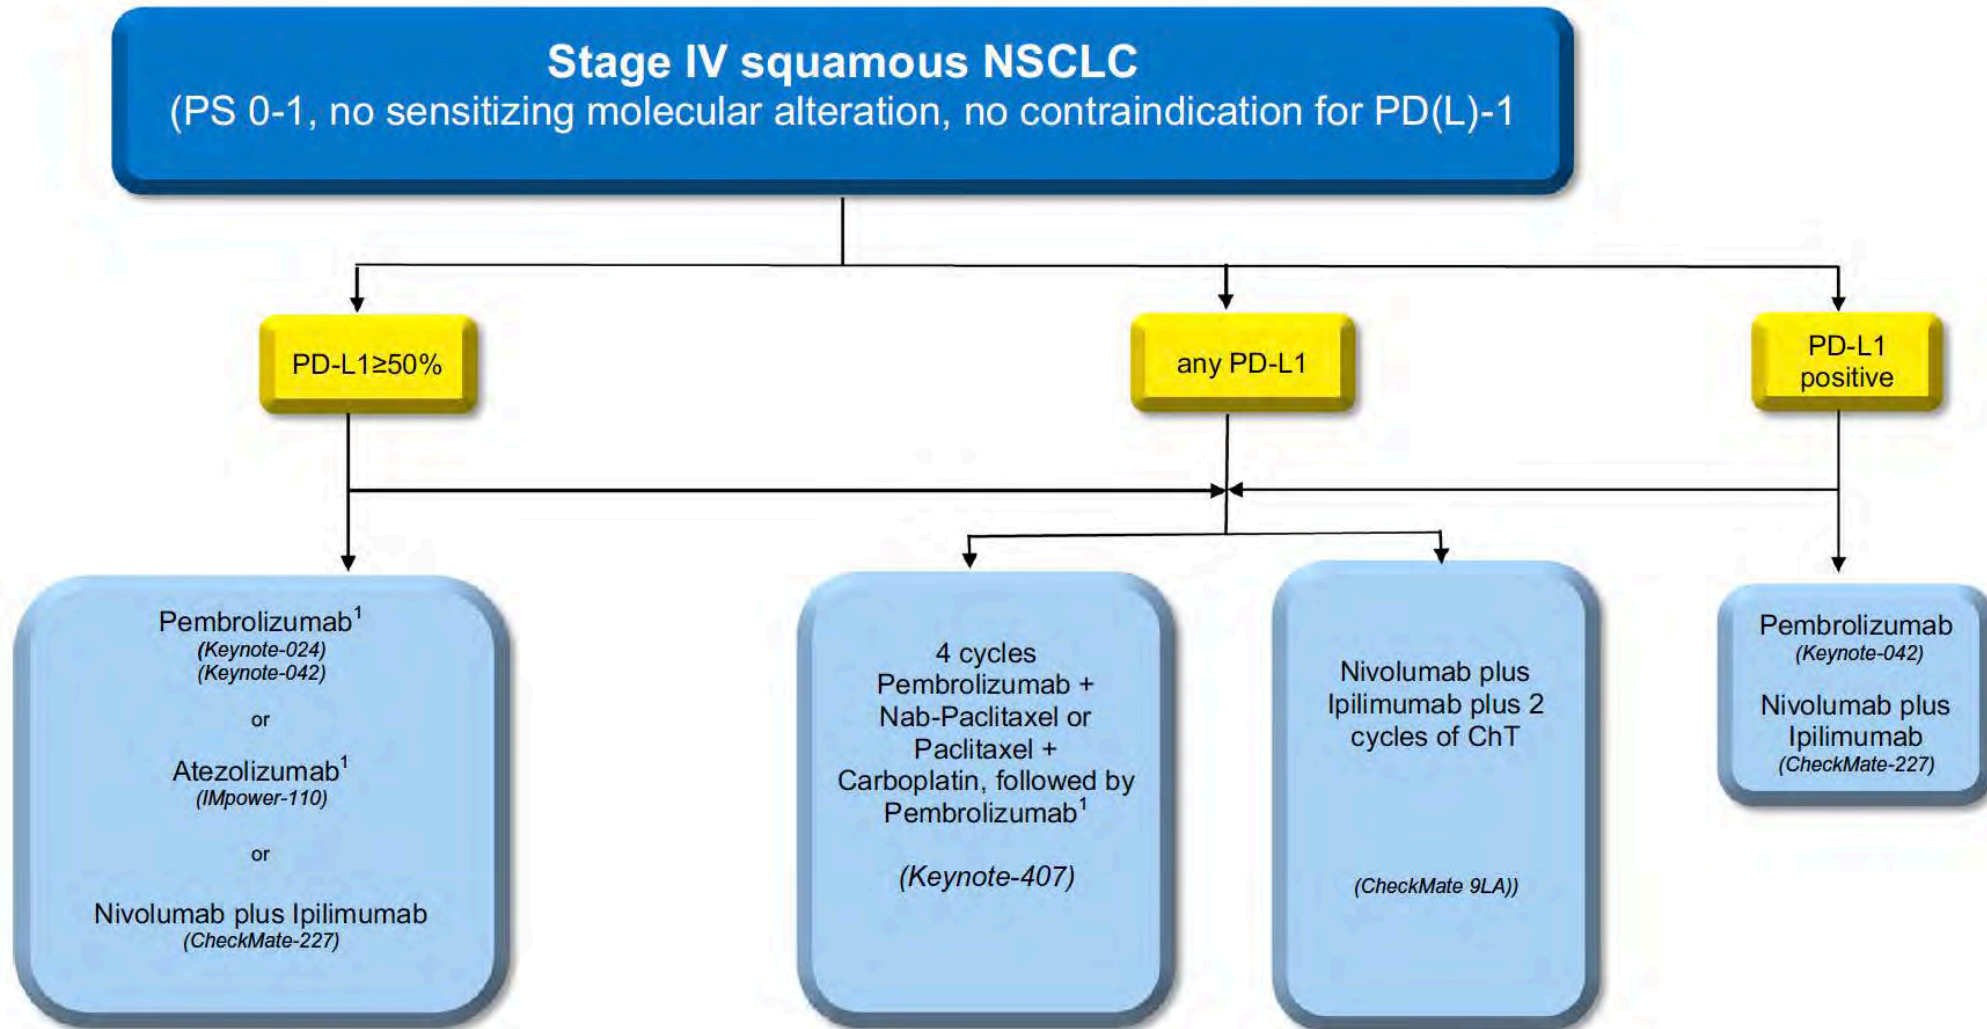 Stage IV squamous NSCLC
(PS 0-1, no sensitizing molecular alteration, no contraindication for PD(L)-1
PD-L1≥50%
any PD-L1
PD-L1
positive
Pembrolizumab¹
(Keynote-024)
(Keynote-042)
or
Atezolizumab¹
(IMpower-110)
or
Nivolumab plus Ipilimumab
(CheckMate-227)
4 cycles
Pembrolizumab +
Nab-Paclitaxel or
Paclitaxel +
Carboplatin, followed by
Pembrolizumab¹
(Keynote-407)
Nivolumab plus
Ipilimumab plus 2
cycles of ChT
(CheckMate 9LA))
Pembrolizumab
(Keynote-042)
Nivolumab plus
Ipilimumab
(CheckMate-227)